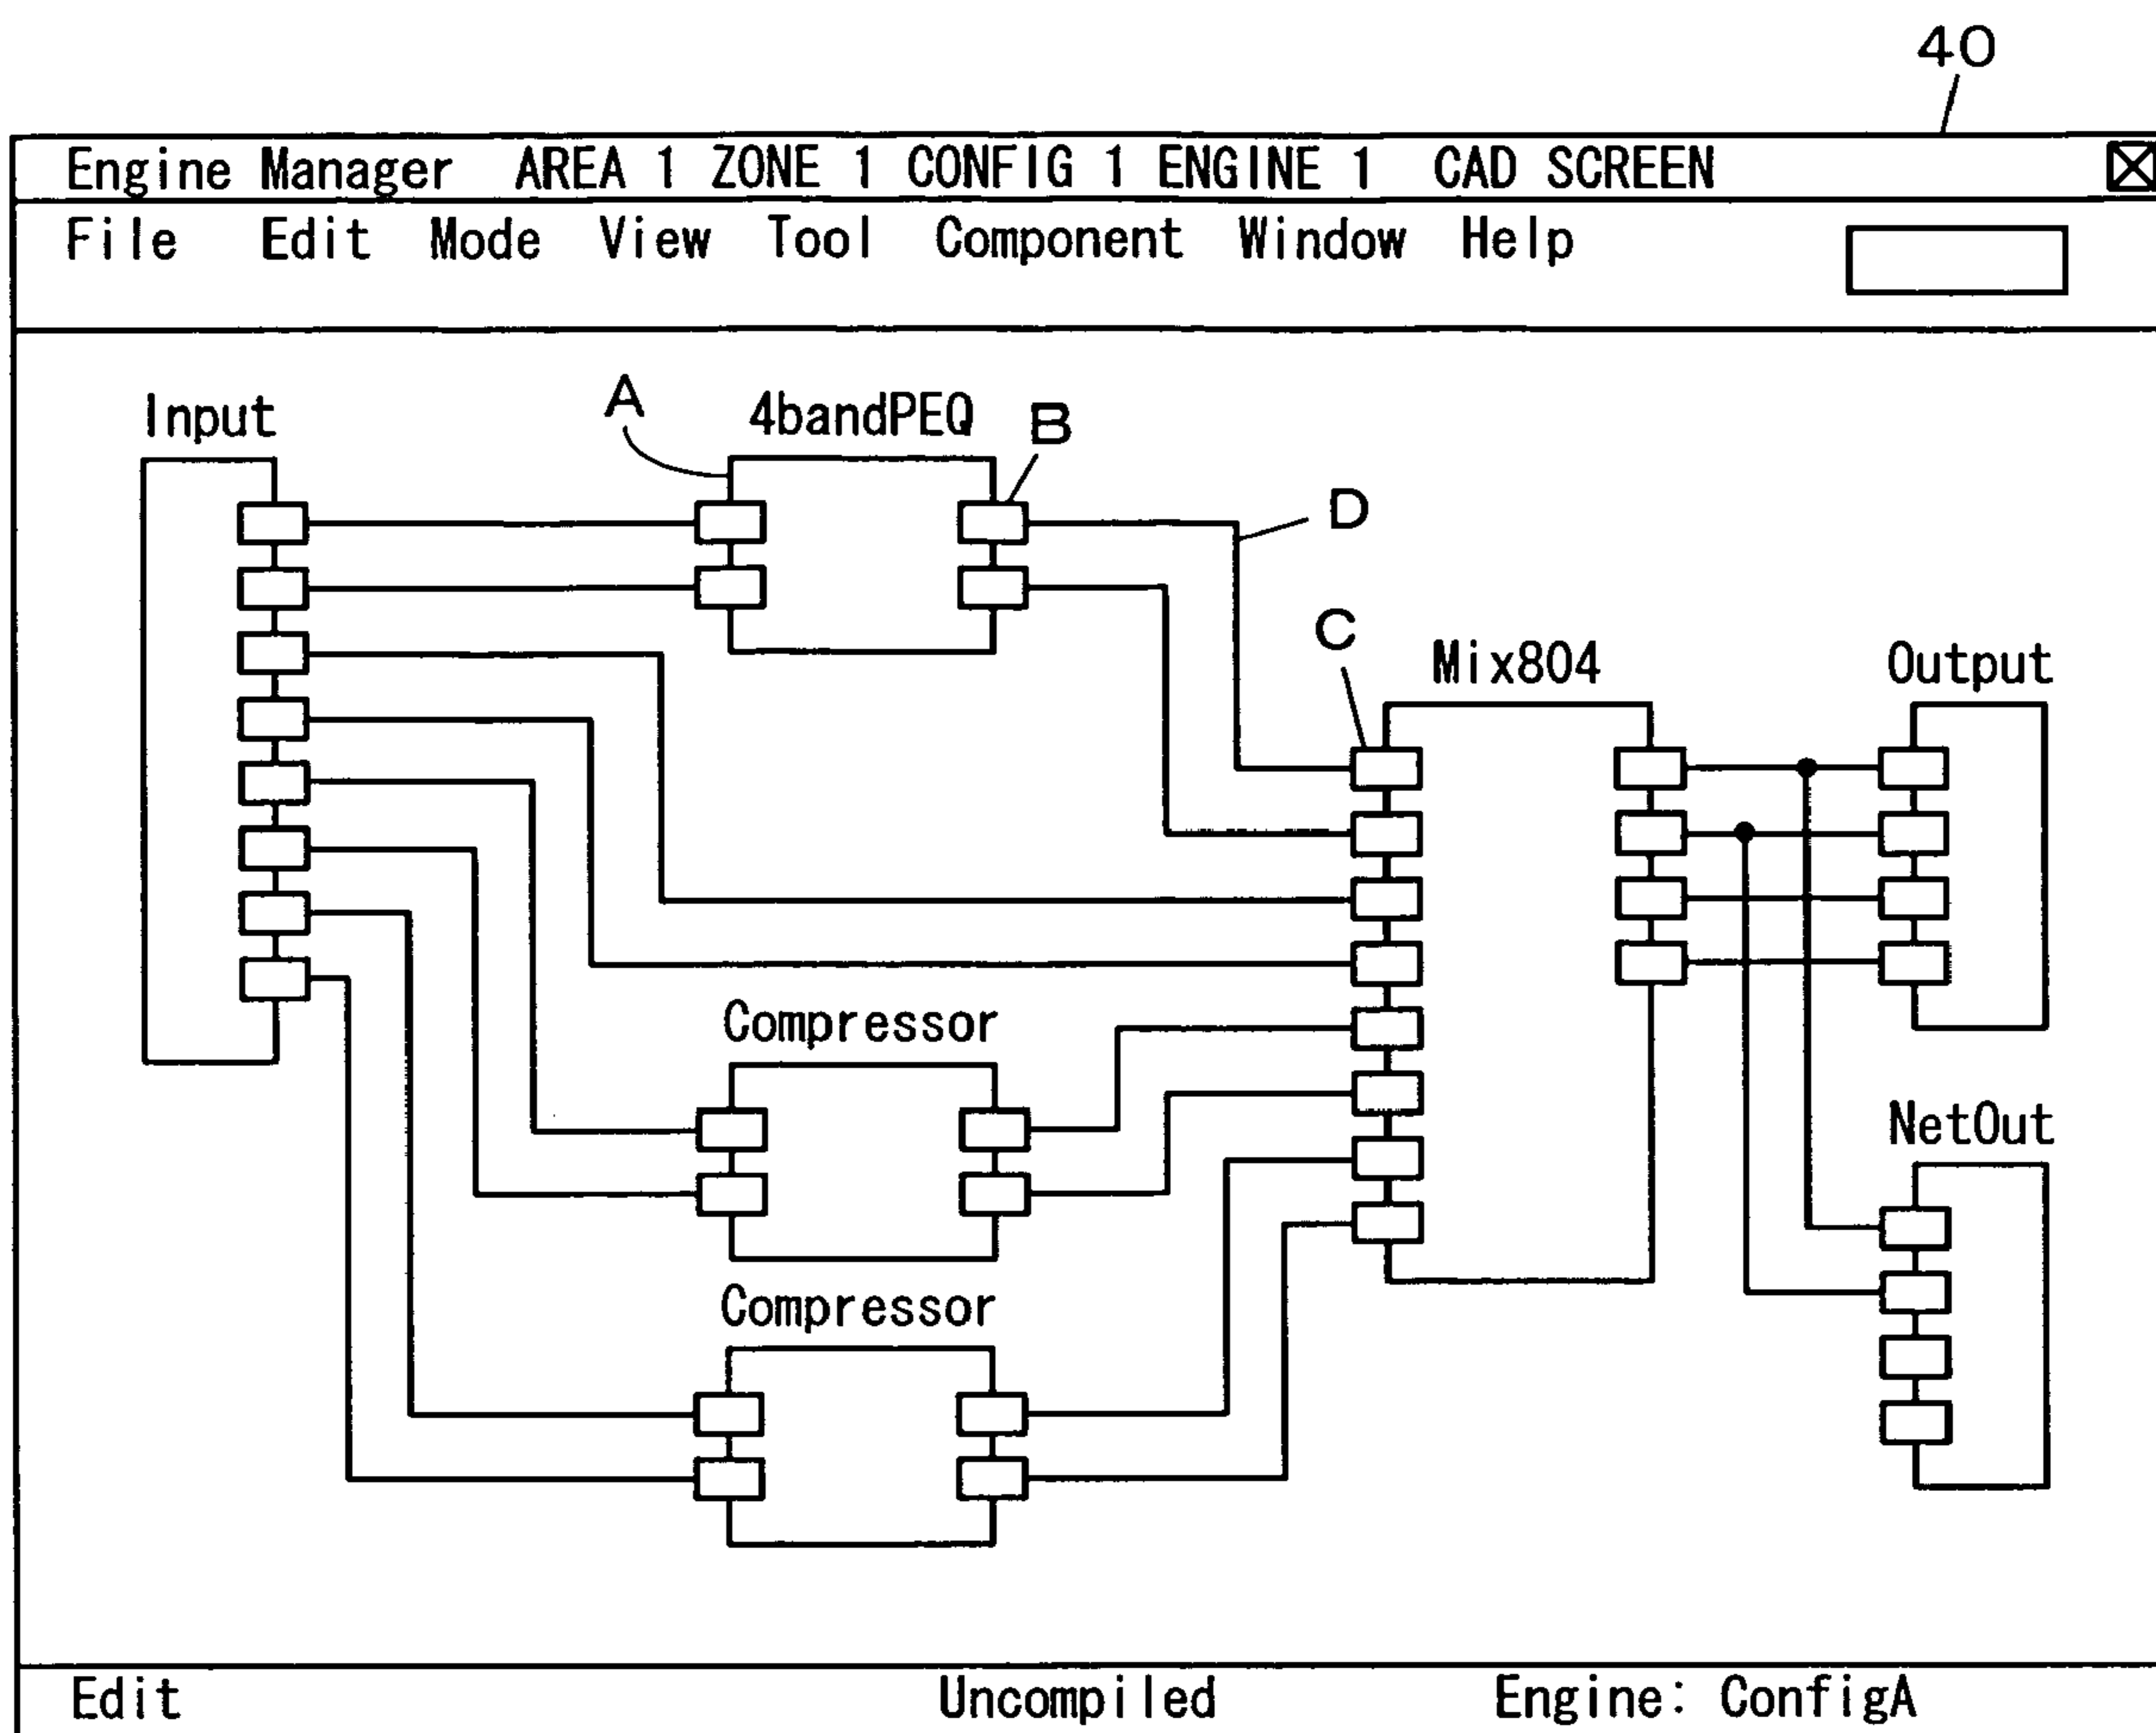 40
Engine Manager AREA 1 ZONE 1 CONFIG 1 ENGINE 1 CAD SCREEN
File Edit Mode View Tool Component Window Help
Input
A
4bandPEQ
B
D
C
Mix804
Output
Compressor
NetOut
Compressor
Edit Uncompiled Engine: ConfigA